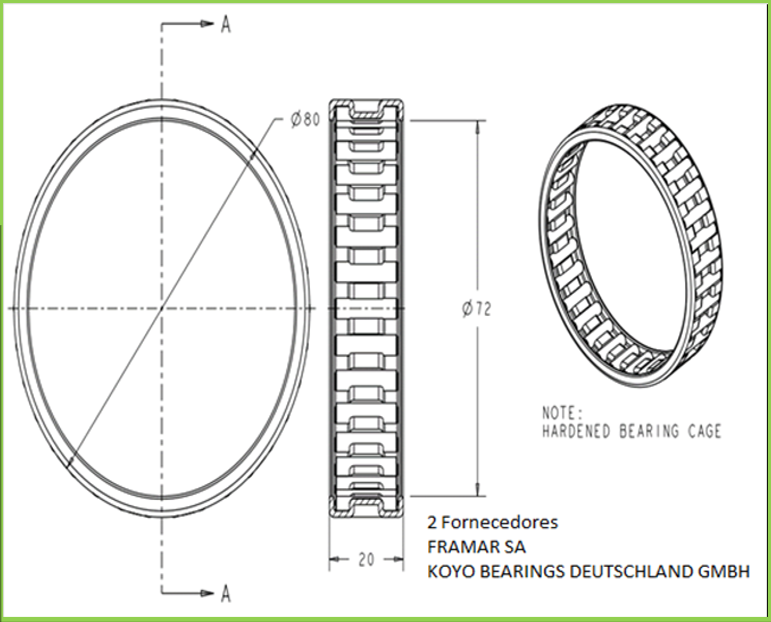 A
Ø80
Ø72
NOTE:
HARDENED BEARING CAGE
2 Fornecedores
FRAMAR SA
KOYO BEARINGS DEUTSCHLAND GMBH
20
A